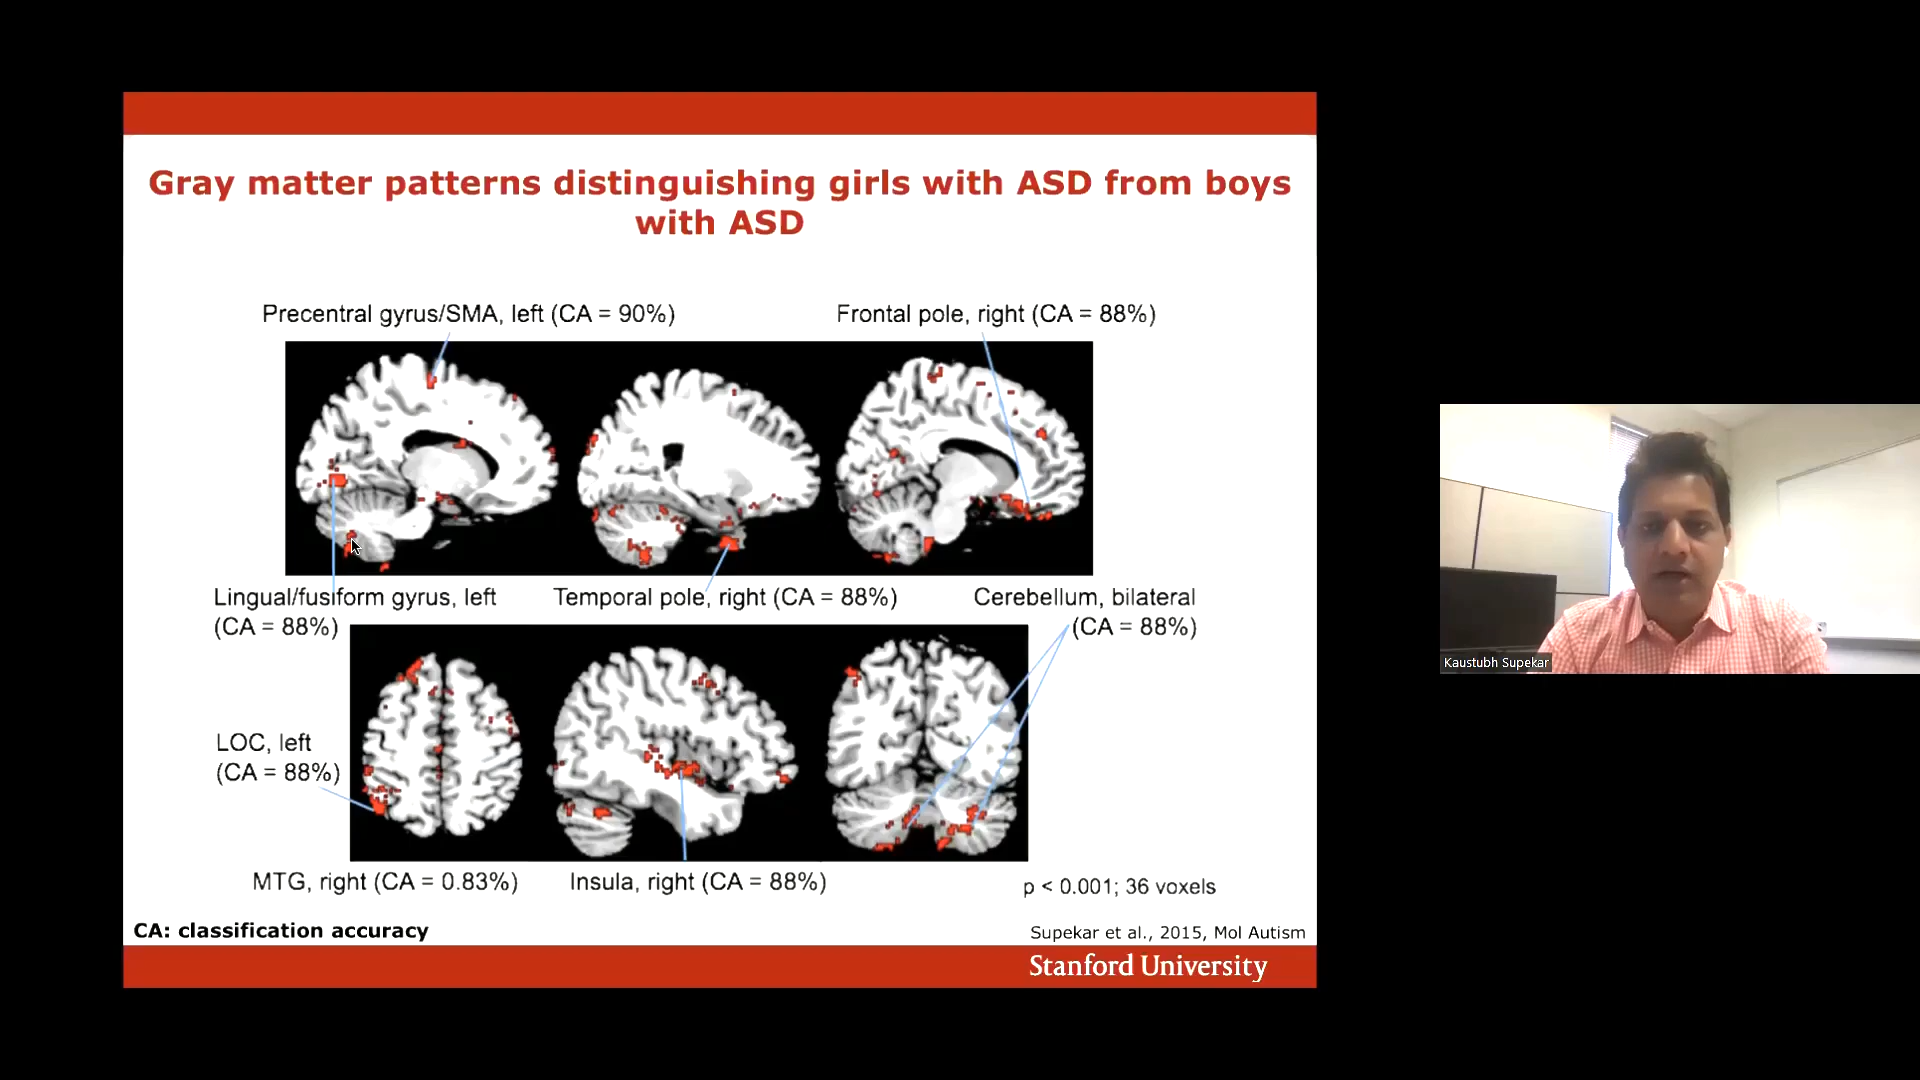 Gray matter patterns distinguishing girls with ASD from boys
with ASD
Precentral gyrus/SMA, left (CA = 90%)
Frontal pole, right (CA = 88%)
Lingual/fusiform gyrus, left
(CA = 88%)
Temporal pole, right (CA = 88%)
Cerebellum, bilateral
(CA = 88%)
LOC, left
(CA = 88%)
MTG, right (CA = 0.83%)
Insula, right (CA = 88%)
p < 0.001; 36 voxels
CA: classification accuracy
Supekar et al., 2015, Mol Autism
Stanford University
Kaustubh Supekar